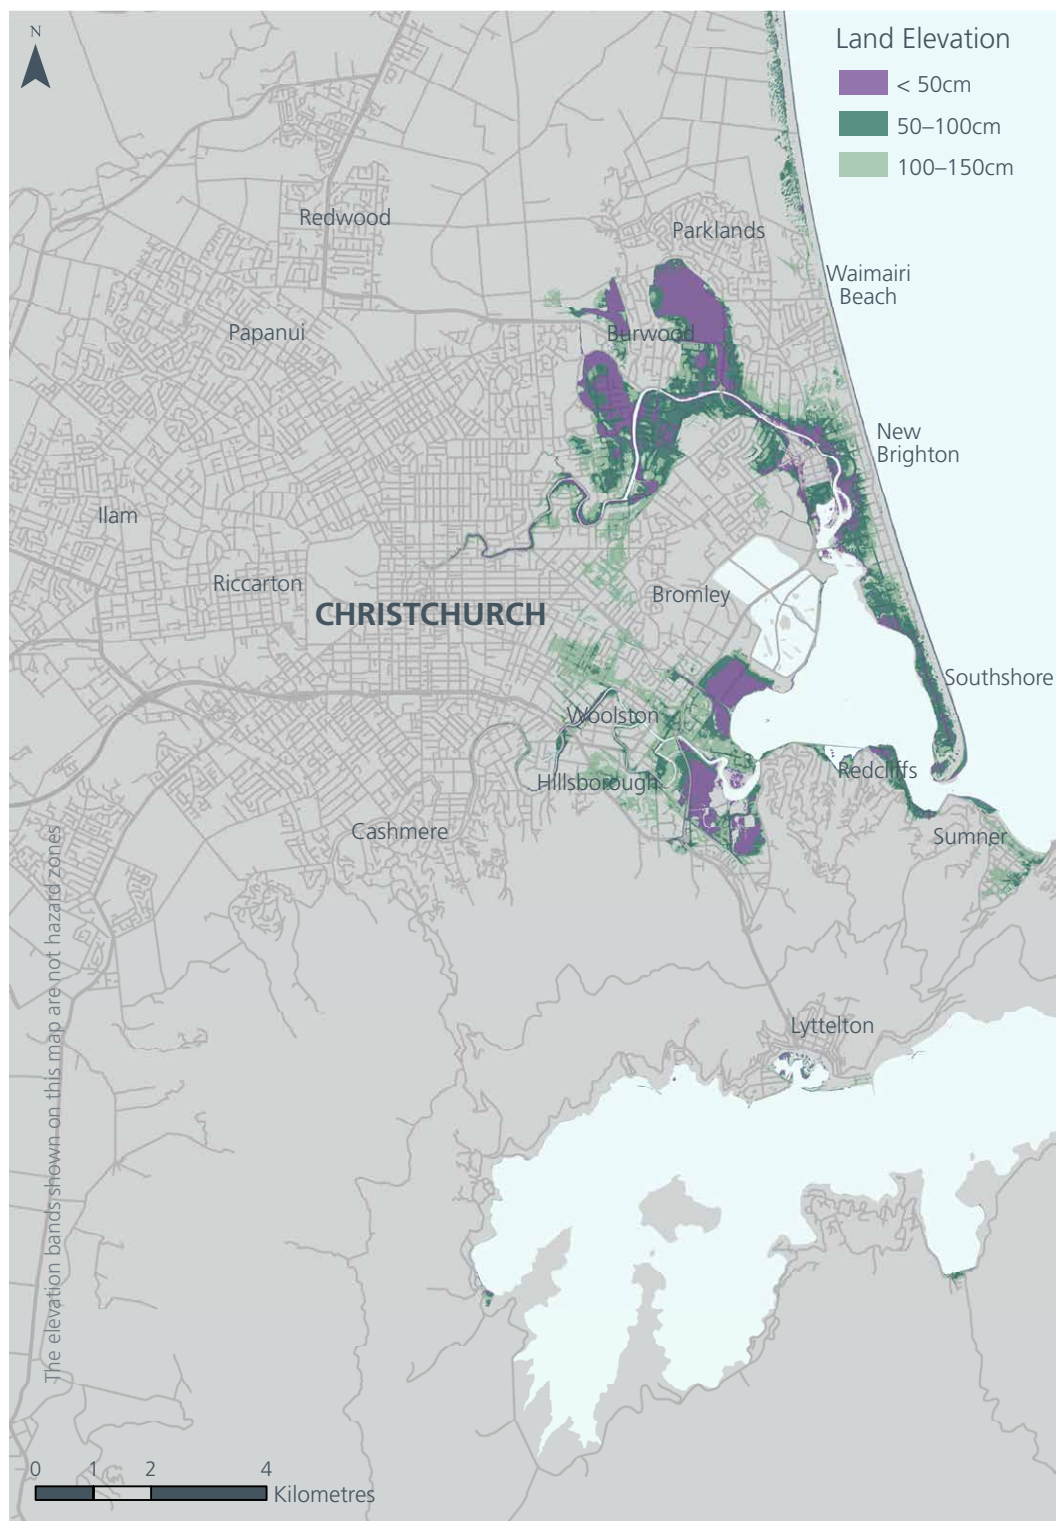 N
Land Elevation
< 50cm
50–100cm
100–150cm
Redwood
Parklands
Waimairi
Beach
Papanui
Burwood
New
Brighton
Ilam
Riccarton
Bromley
CHRISTCHURCH
Southshore
Woolston
Redcliffs
Hillsborough
Cashmere
Sumner
Lyttelton
The elevation bands shown on this map are not hazard zones
0 1 2 4
Kilometres